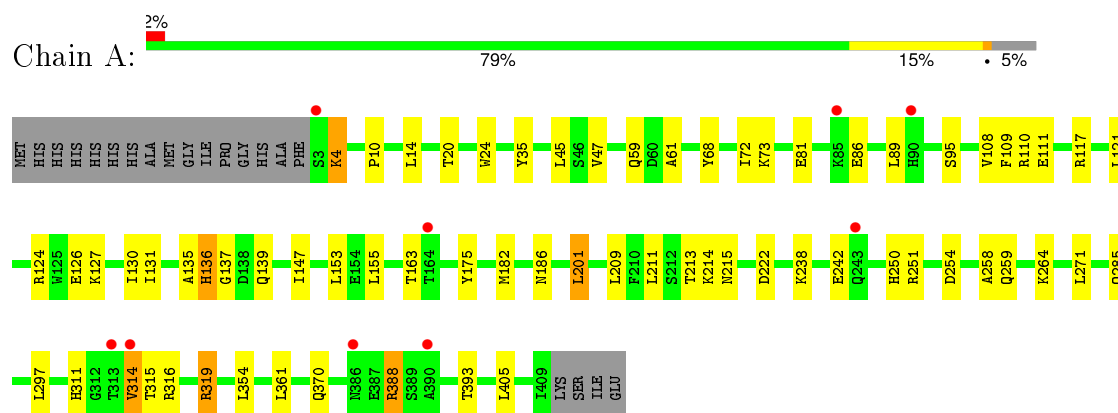 2%
Chain A:
79% 15% • 5%
MET HIS HIS HIS HIS HIS HIS ALA MET GLY ILE PRO GLY HIS ALA PHE S3 K4 P10 L14 T20 W24 Y35 L45 S46 V47 Q59 D60 A61 Y68 I72 K73 E81 K85 E86 L89 H90 S95 V108 F109 R110 E111 R117 L121
R124 W125 E126 K127 I130 I131 A135 H136 G137 D138 Q139 I147 L153 E154 L155 T163 T164 Y175 M182 N186 L201 L209 F210 L211 S212 T213 K214 N215 D222 K238 E242 Q243 H250 R251 D254 A258 Q259 K264 L271
L297 H311 G312 T313 V314 T315 R316 R319 L354 L361 Q370 N386 E387 R388 S389 A390 T393 L405 I409 LYS SER ILE GLU